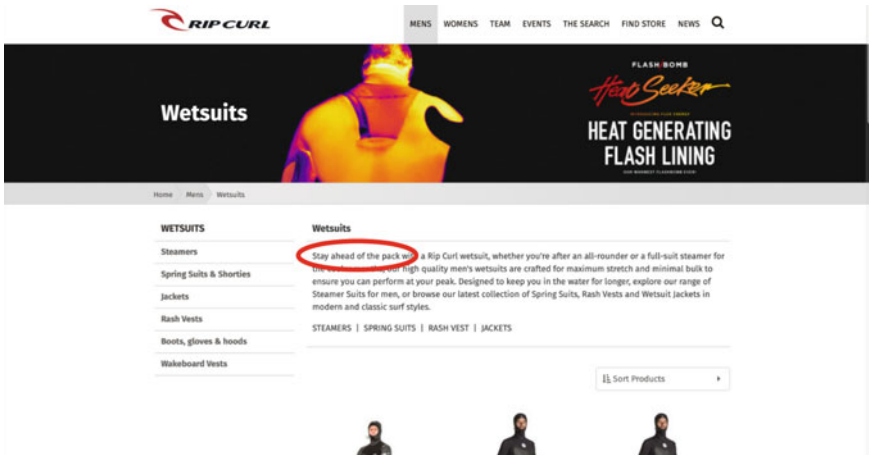 RIP CURL
MENS WOMENS TEAM EVENTS THE SEARCH FIND STORE NEWS
FLASH BOMB
Heat Seeker
Wetsuits
HEAT GENERATING
FLASH LINING
OUR WARMEST FLASHBOMB EVER!
Home Mens Wetsuits
WETSUITS
Steamers
Spring Suits & Shorties
Jackets
Rash Vests
Boots, gloves & hoods
Wakeboard Vests
Wetsuits
Stay ahead of the pack with a Rip Curl wetsuit, whether you're after an all-rounder or a full-suit steamer for
the our high quality men's wetsuits are crafted for maximum stretch and minimal bulk to
ensure you can perform at your peak. Designed to keep you in the water for longer, explore our range of
Steamer Suits for men, or browse our latest collection of Spring Suits, Rash Vests and Wetsuit Jackets in
modern and classic surf styles.
STEAMERS | SPRING SUITS | RASH VEST | JACKETS
Sort Products